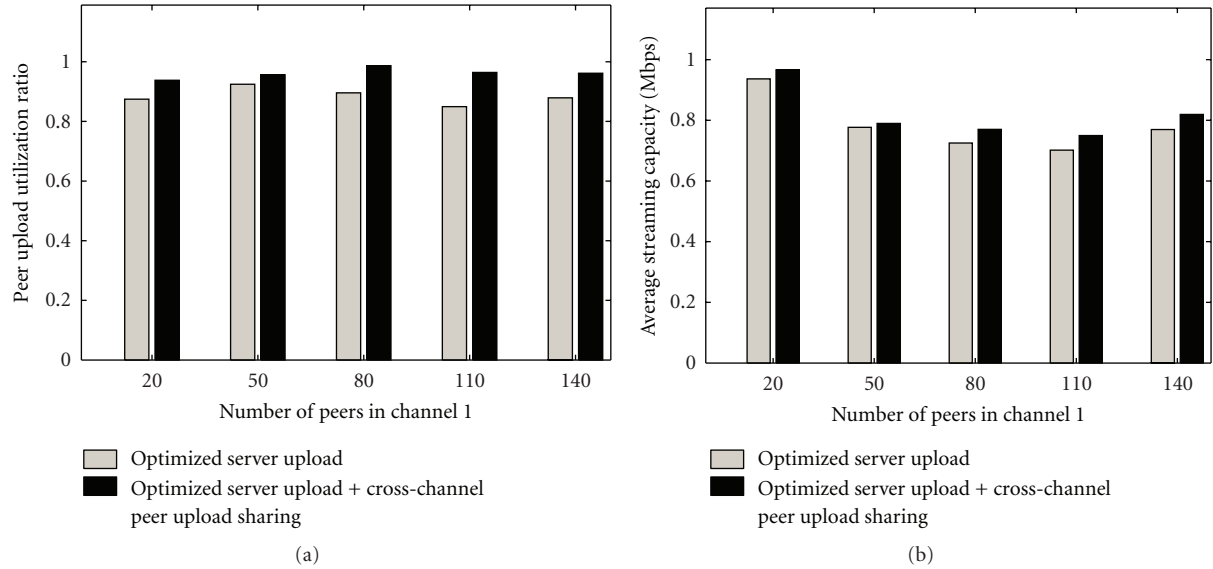 Peer upload utilization ratio
1
0.8
0.6
0.4
0.2
0
20 50 80 110 140
Number of peers in channel 1
Optimized server upload
Optimized server upload + cross-channel
peer upload sharing
(a)
Average streaming capacity (Mbps)
1
0.8
0.6
0.4
0.2
0
20 50 80 110 140
Number of peers in channel 1
Optimized server upload
Optimized server upload + cross-channel
peer upload sharing
(b)